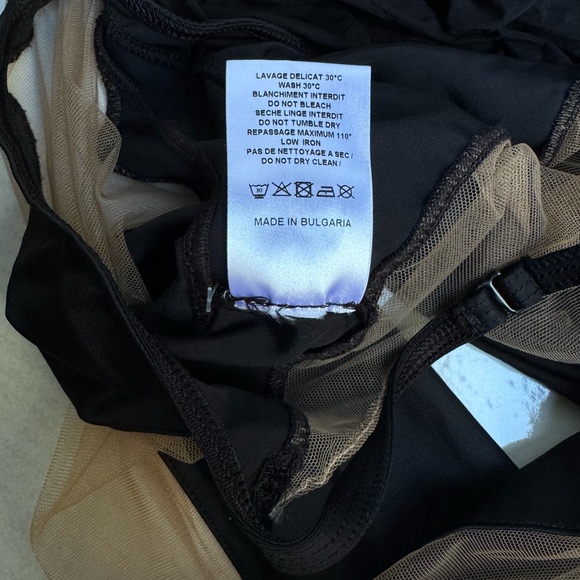 LAVAGE DELICAT 30°C
WASH 30°C
BLANCHIMENT INTERDIT
DO NOT BLEACH
SECHE LINGE INTERDIT
DO NOT TUMBLE DRY
REPASSAGE MAXIMUM 110°
LOW IRON
PAS DE NETTOYAGE A SEC /
DO NOT DRY CLEAN /
30
MADE IN BULGARIA